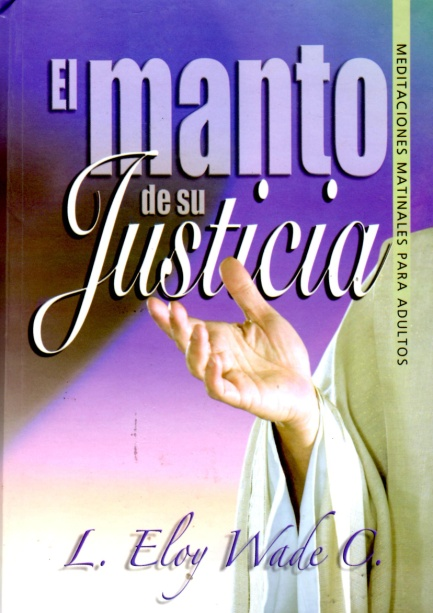 El manto
de su
Justicia
MEDITACIONES MATINALES PARA ADULTOS
L. Eloy Wade C.